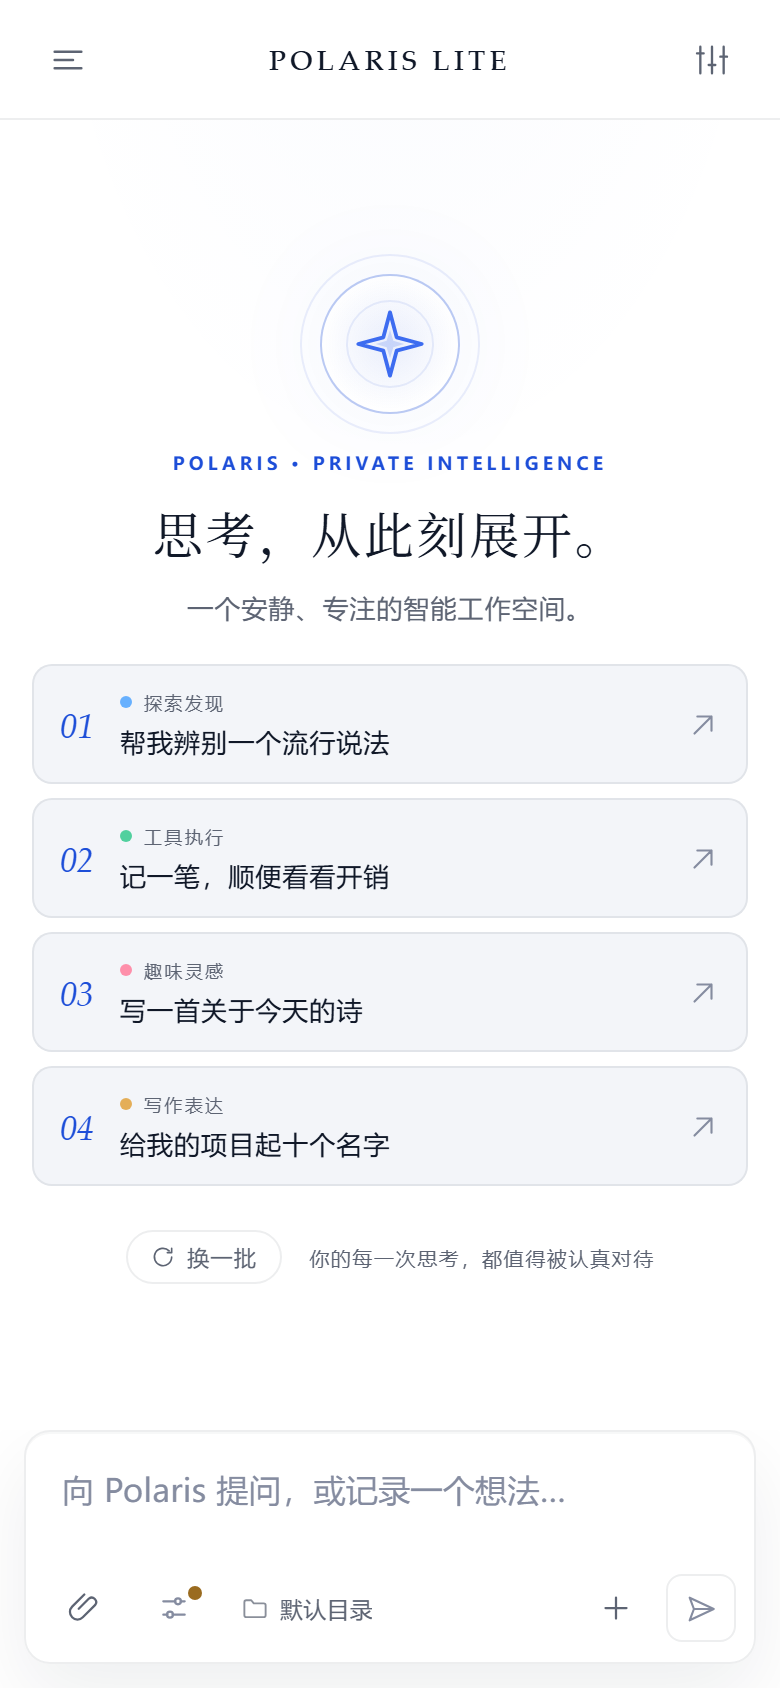 POLARIS LITE
POLARIS • PRIVATE INTELLIGENCE
思考，从此刻展开。
一个安静、专注的智能工作空间。
01
探索发现
帮我辨别一个流行说法
02
工具执行
记一笔，顺便看看开销
03
趣味灵感
写一首关于今天的诗
04
写作表达
给我的项目起十个名字
换一批
你的每一次思考，都值得被认真对待
向 Polaris 提问，或记录一个想法...
默认目录